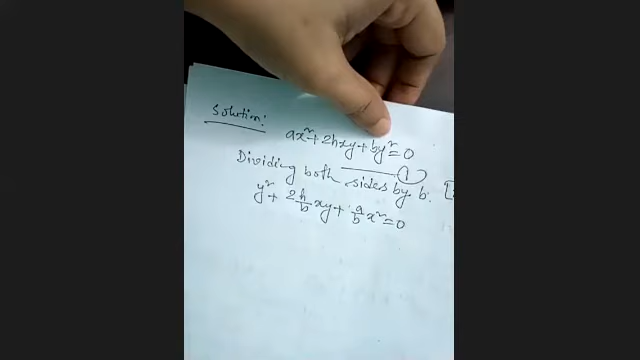 Solution:
ax²+2hxy+by²=0
①
Dividing both sides by b. [
y²+ 2h/b xy+ a/b x²=0